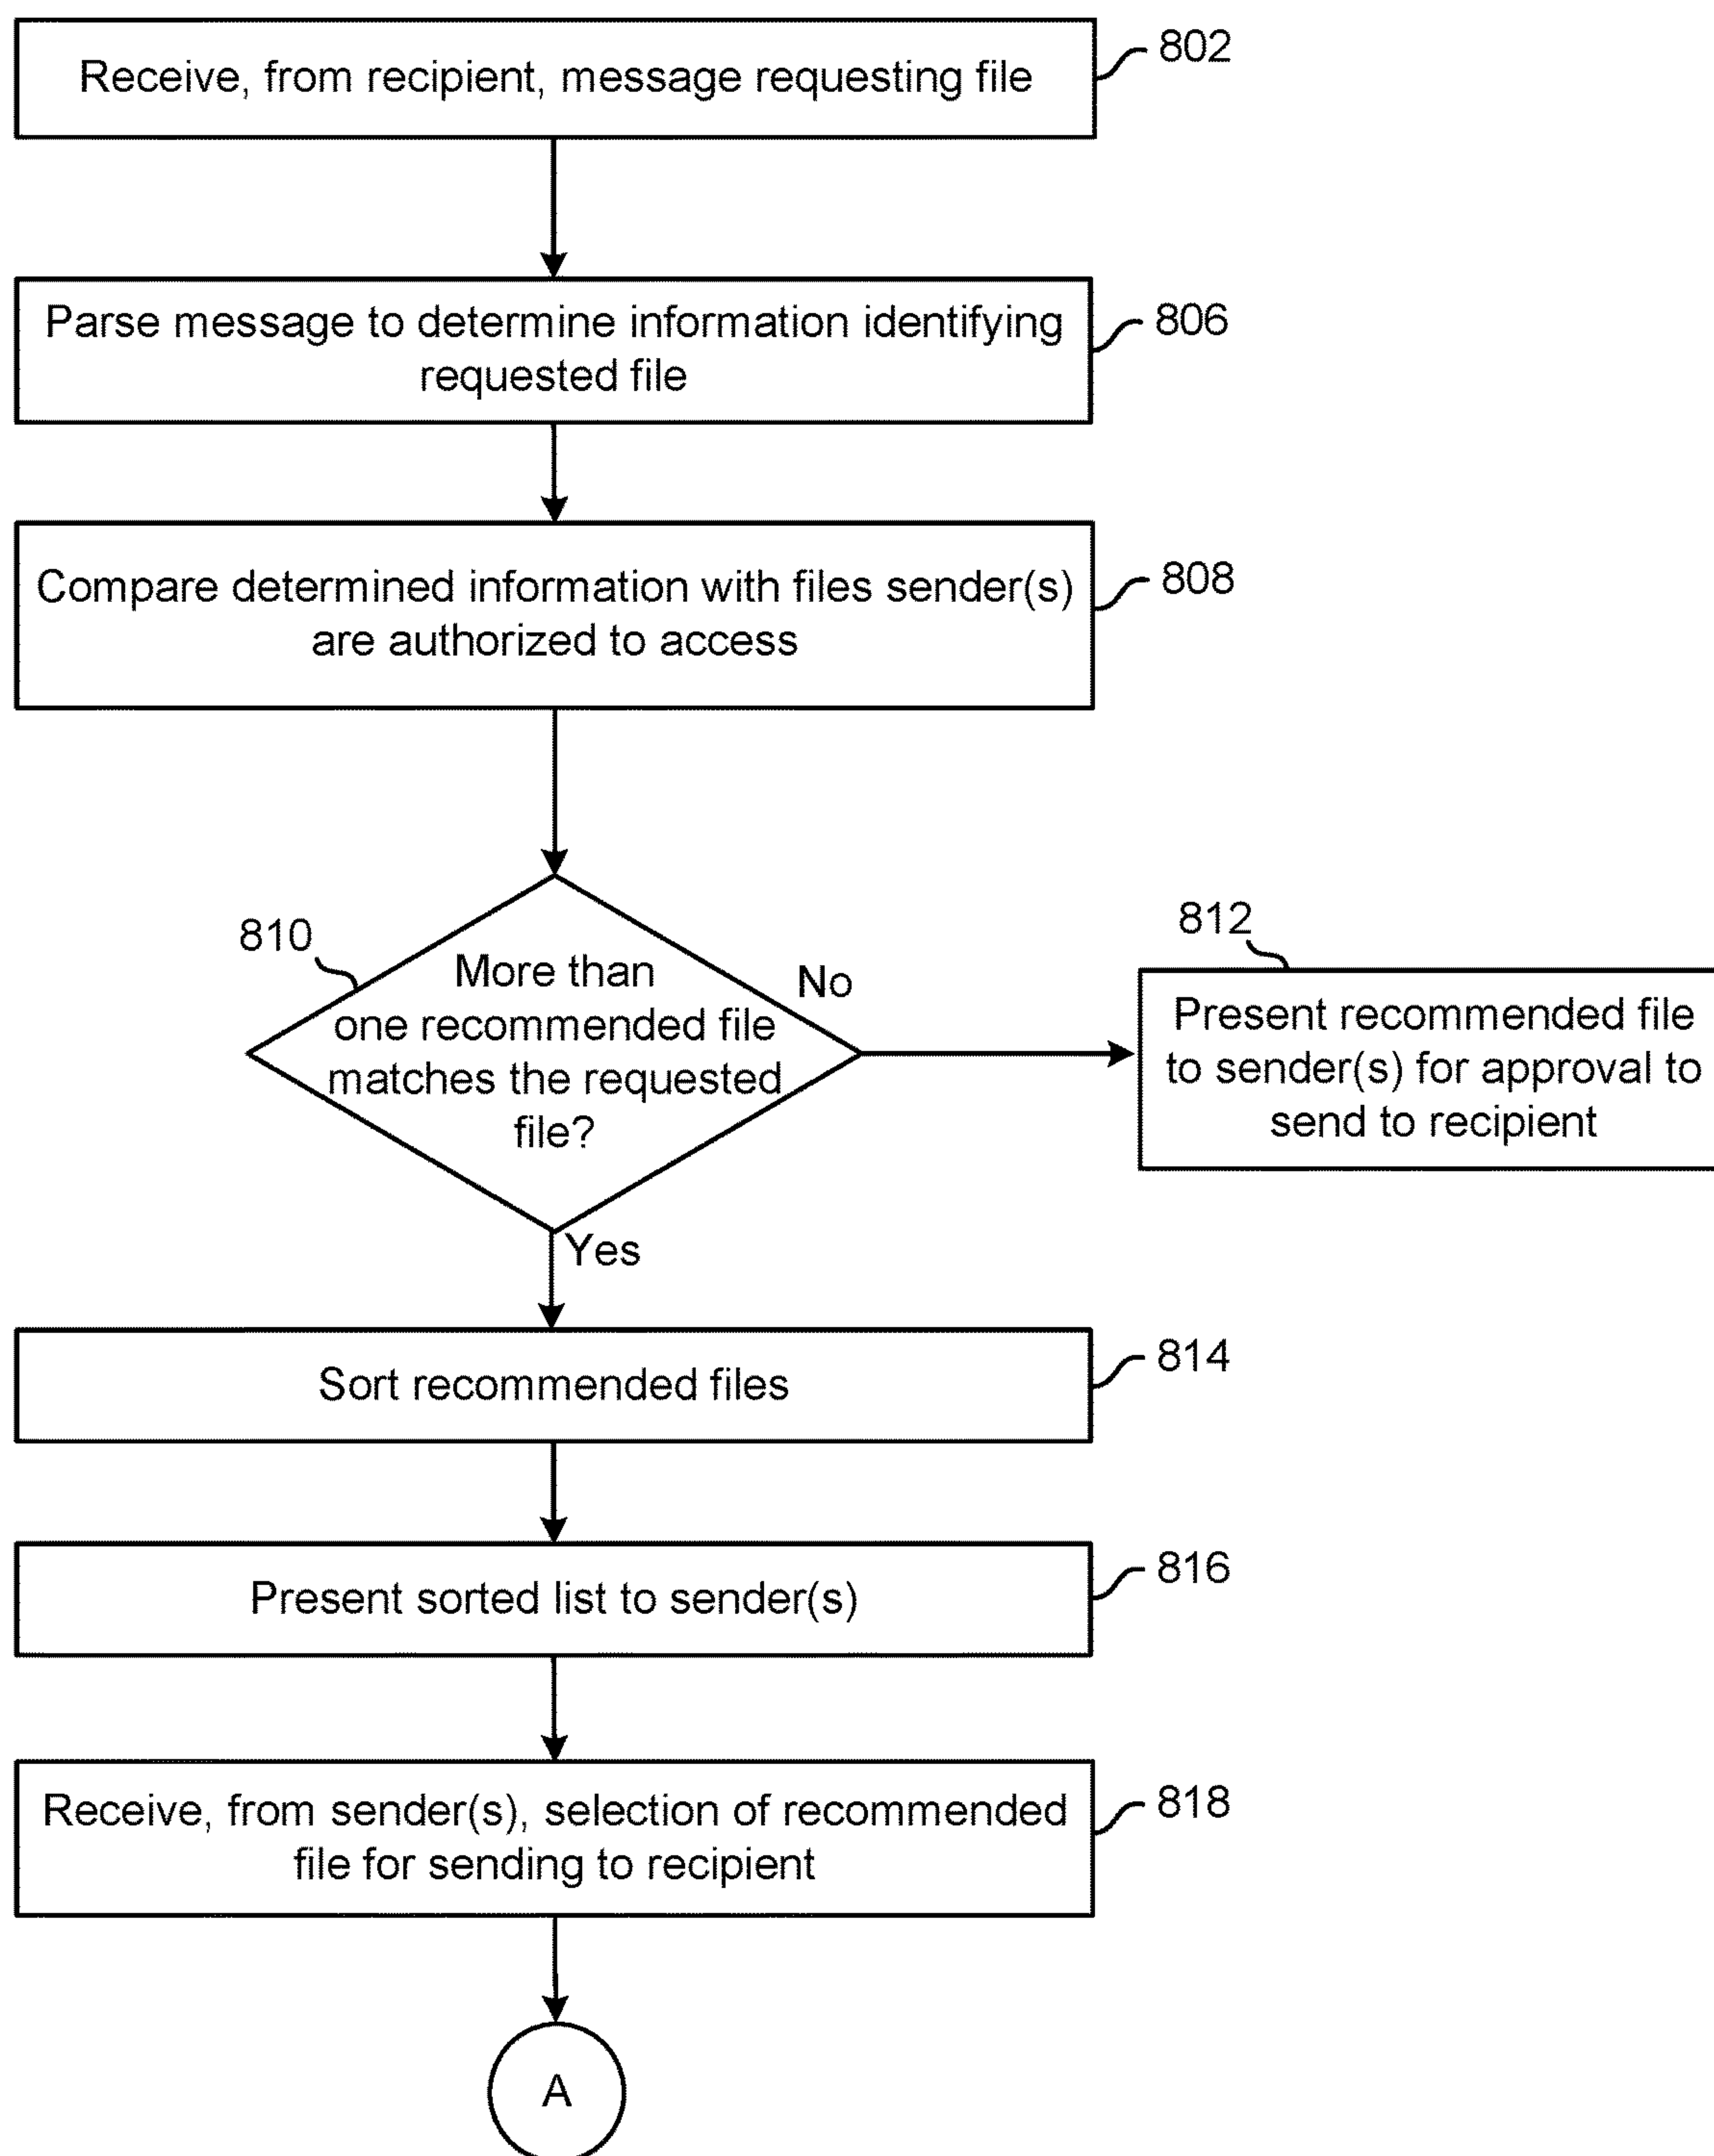 Receive, from recipient, message requesting file
802
Parse message to determine information identifying
requested file
806
Compare determined information with files sender(s)
are authorized to access
808
810
More than
one recommended file
matches the requested
file?
No
812
Present recommended file
to sender(s) for approval to
send to recipient
Yes
Sort recommended files
814
Present sorted list to sender(s)
816
Receive, from sender(s), selection of recommended
file for sending to recipient
818
A